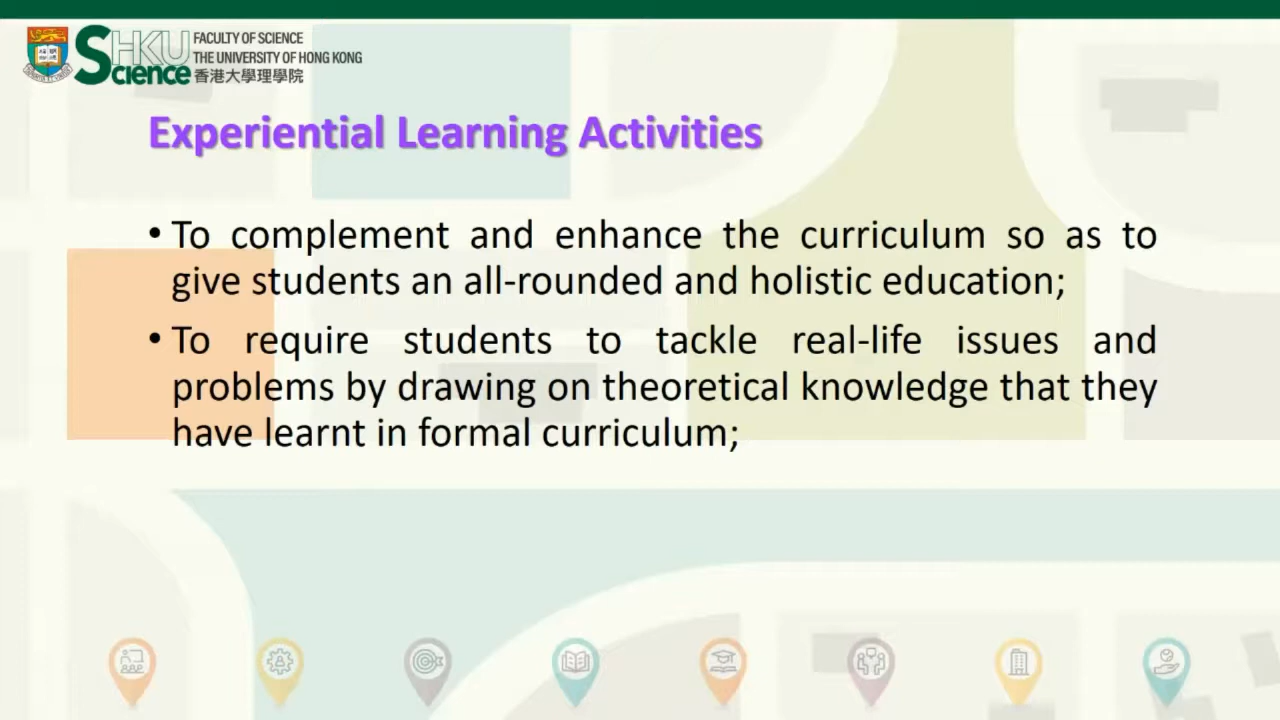 SHKU
Science
FACULTY OF SCIENCE
THE UNIVERSITY OF HONG KONG
香港大學理學院
Experiential Learning Activities
• To complement and enhance the curriculum so as to
give students an all-rounded and holistic education;
• To require students to tackle real-life issues and
problems by drawing on theoretical knowledge that they
have learnt in formal curriculum;